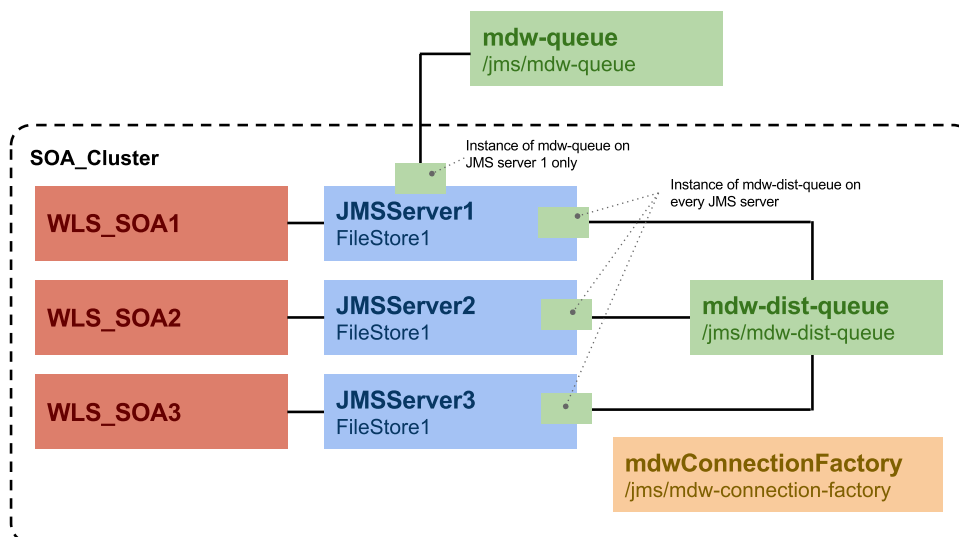 mdw-queue
/jms/mdw-queue
SOA_Cluster
Instance of mdw-queue on
JMS server 1 only
Instance of mdw-dist-queue on
every JMS server
WLS_SOA1
JMSServer1
FileStore1
WLS_SOA2
JMSServer2
FileStore1
mdw-dist-queue
/jms/mdw-dist-queue
WLS_SOA3
JMSServer3
FileStore1
mdwConnectionFactory
/jms/mdw-connection-factory